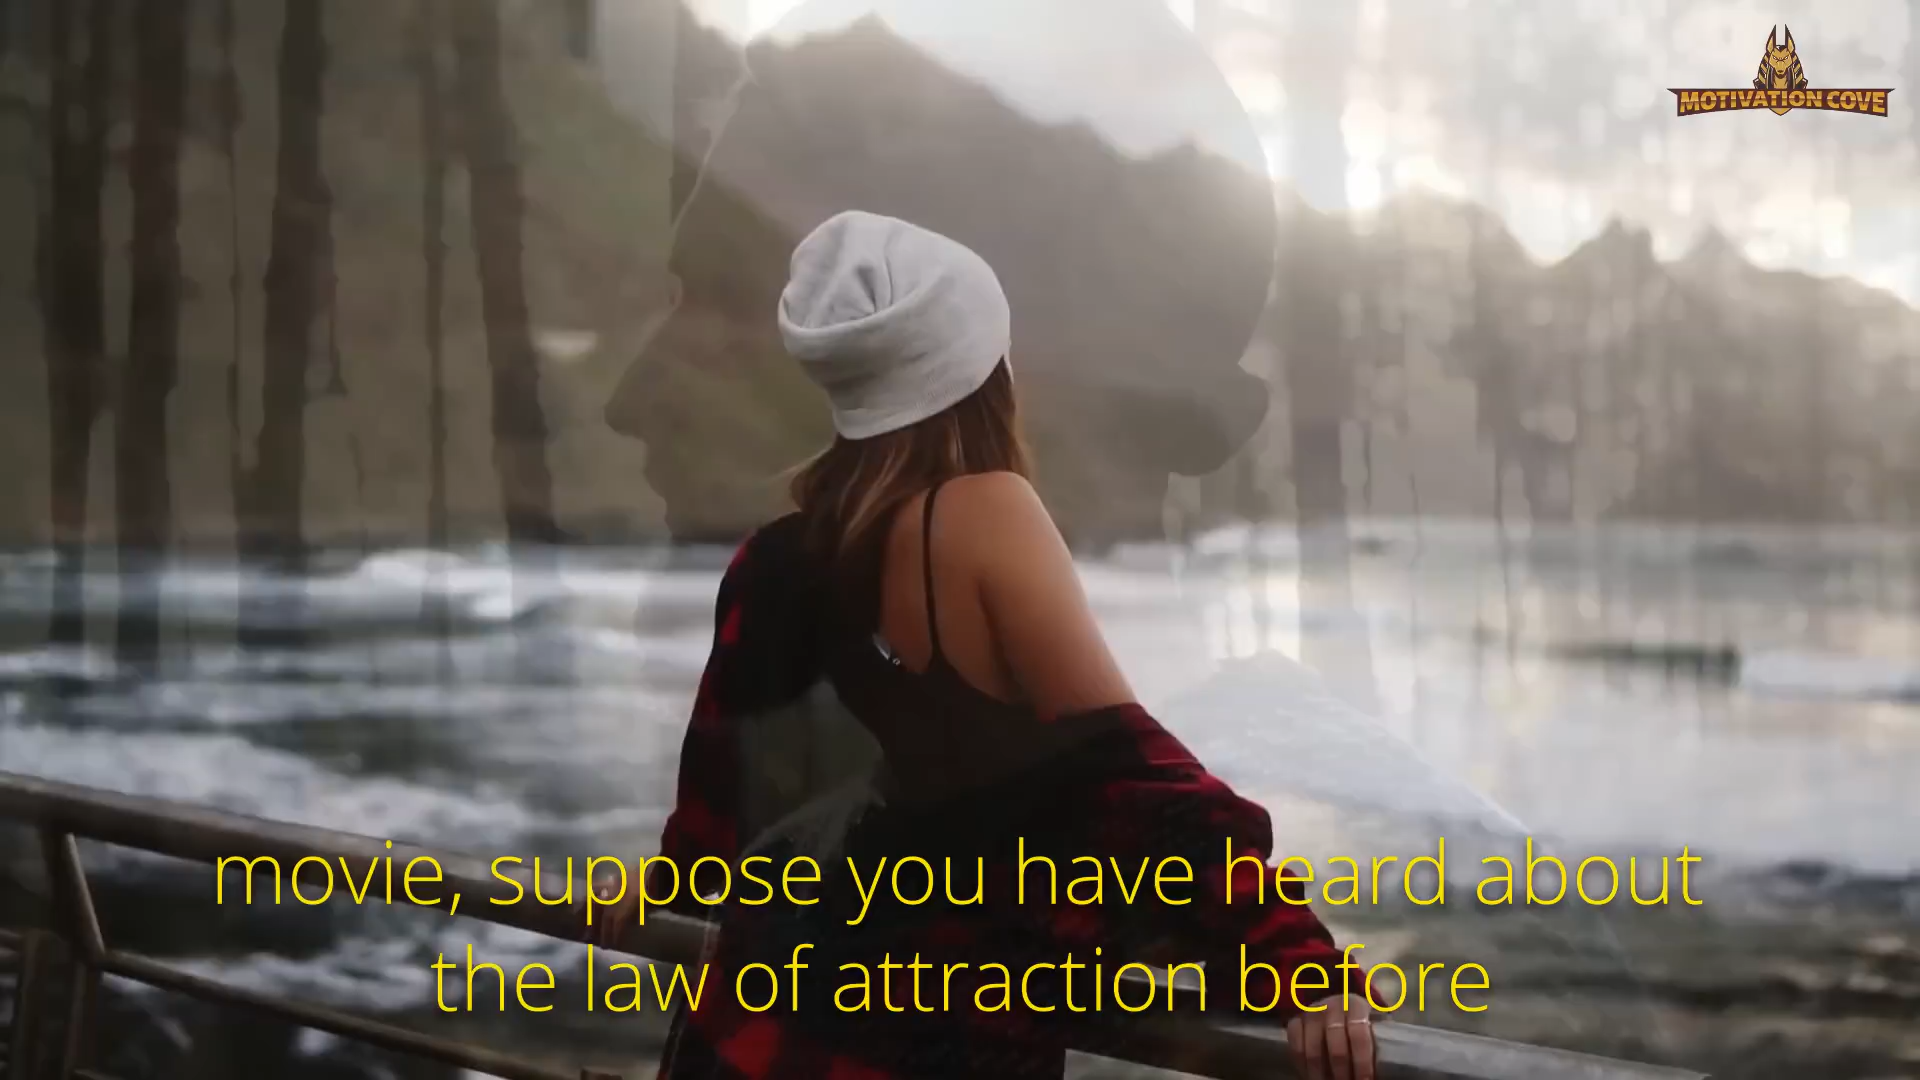 MOTIVATION COVE
movie, suppose you have heard about
the law of attraction before